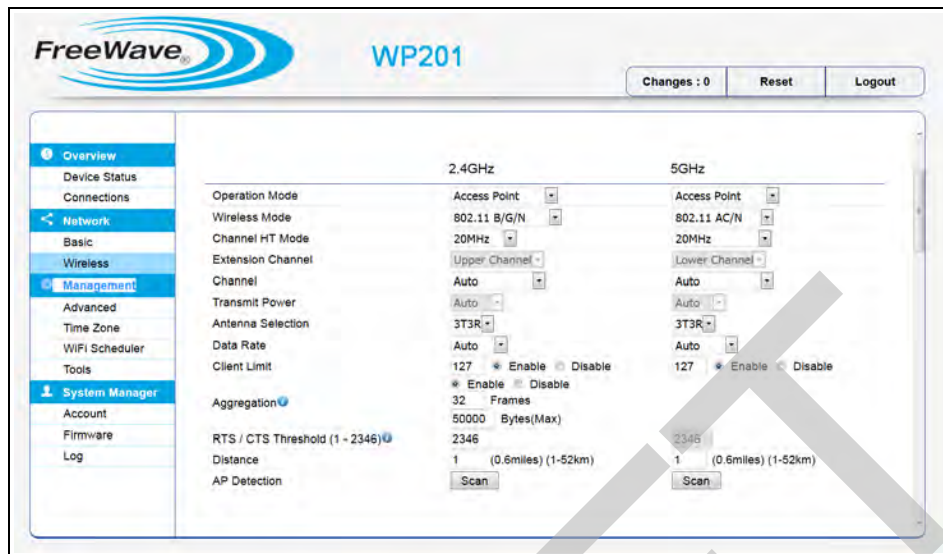 FreeWave®
WP201
Changes : 0 Reset Logout
Overview
Device Status
Connections
Network
Basic
Wireless
Management
Advanced
Time Zone
WiFi Scheduler
Tools
System Manager
Account
Firmware
Log
2.4GHz 5GHz
Operation Mode Access Point Access Point
Wireless Mode 802.11 B/G/N 802.11 AC/N
Channel HT Mode 20MHz 20MHz
Extension Channel Upper Channel Lower Channel
Channel Auto Auto
Transmit Power Auto Auto
Antenna Selection 3T3R 3T3R
Data Rate Auto Auto
Client Limit 127 Enable Disable 127 Enable Disable
Aggregation Enable Disable
32 Frames
50000 Bytes(Max)
RTS / CTS Threshold (1 - 2346) 2346 2346
Distance 1 (0.6miles) (1-52km) 1 (0.6miles) (1-52km)
AP Detection Scan Scan